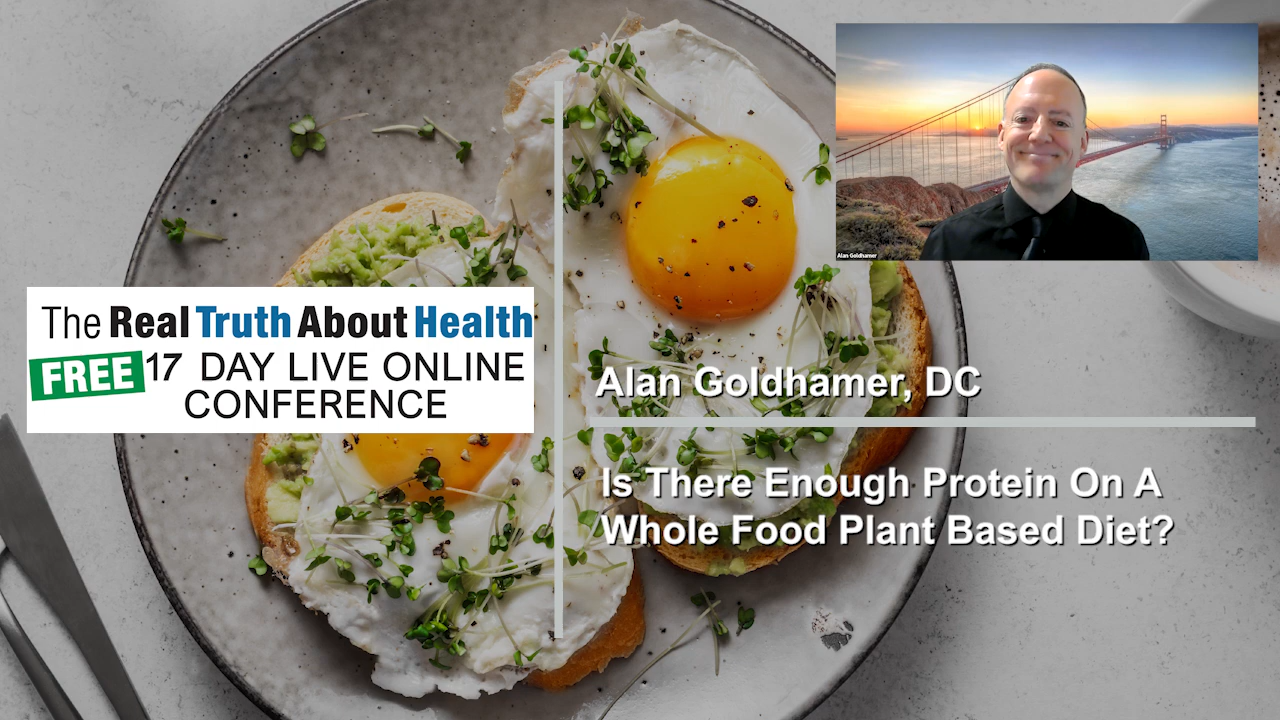 The Real Truth About Health
FREE 17 DAY LIVE ONLINE
CONFERENCE
Alan Goldhamer
Alan Goldhamer, DC
Is There Enough Protein On A
Whole Food Plant Based Diet?